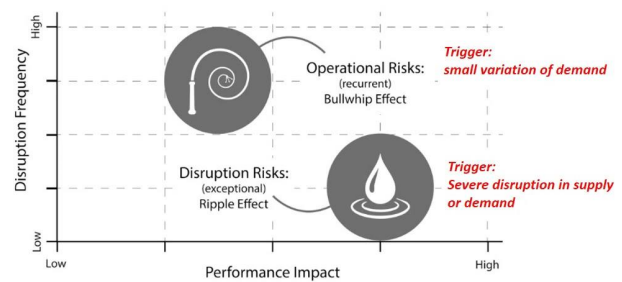 High
Disruption Frequency
Low
Operational Risks:
(recurrent)
Bullwhip Effect
Trigger:
small variation of demand
Disruption Risks:
(exceptional)
Ripple Effect
Trigger:
Severe disruption in supply
or demand
Low
Performance Impact
High